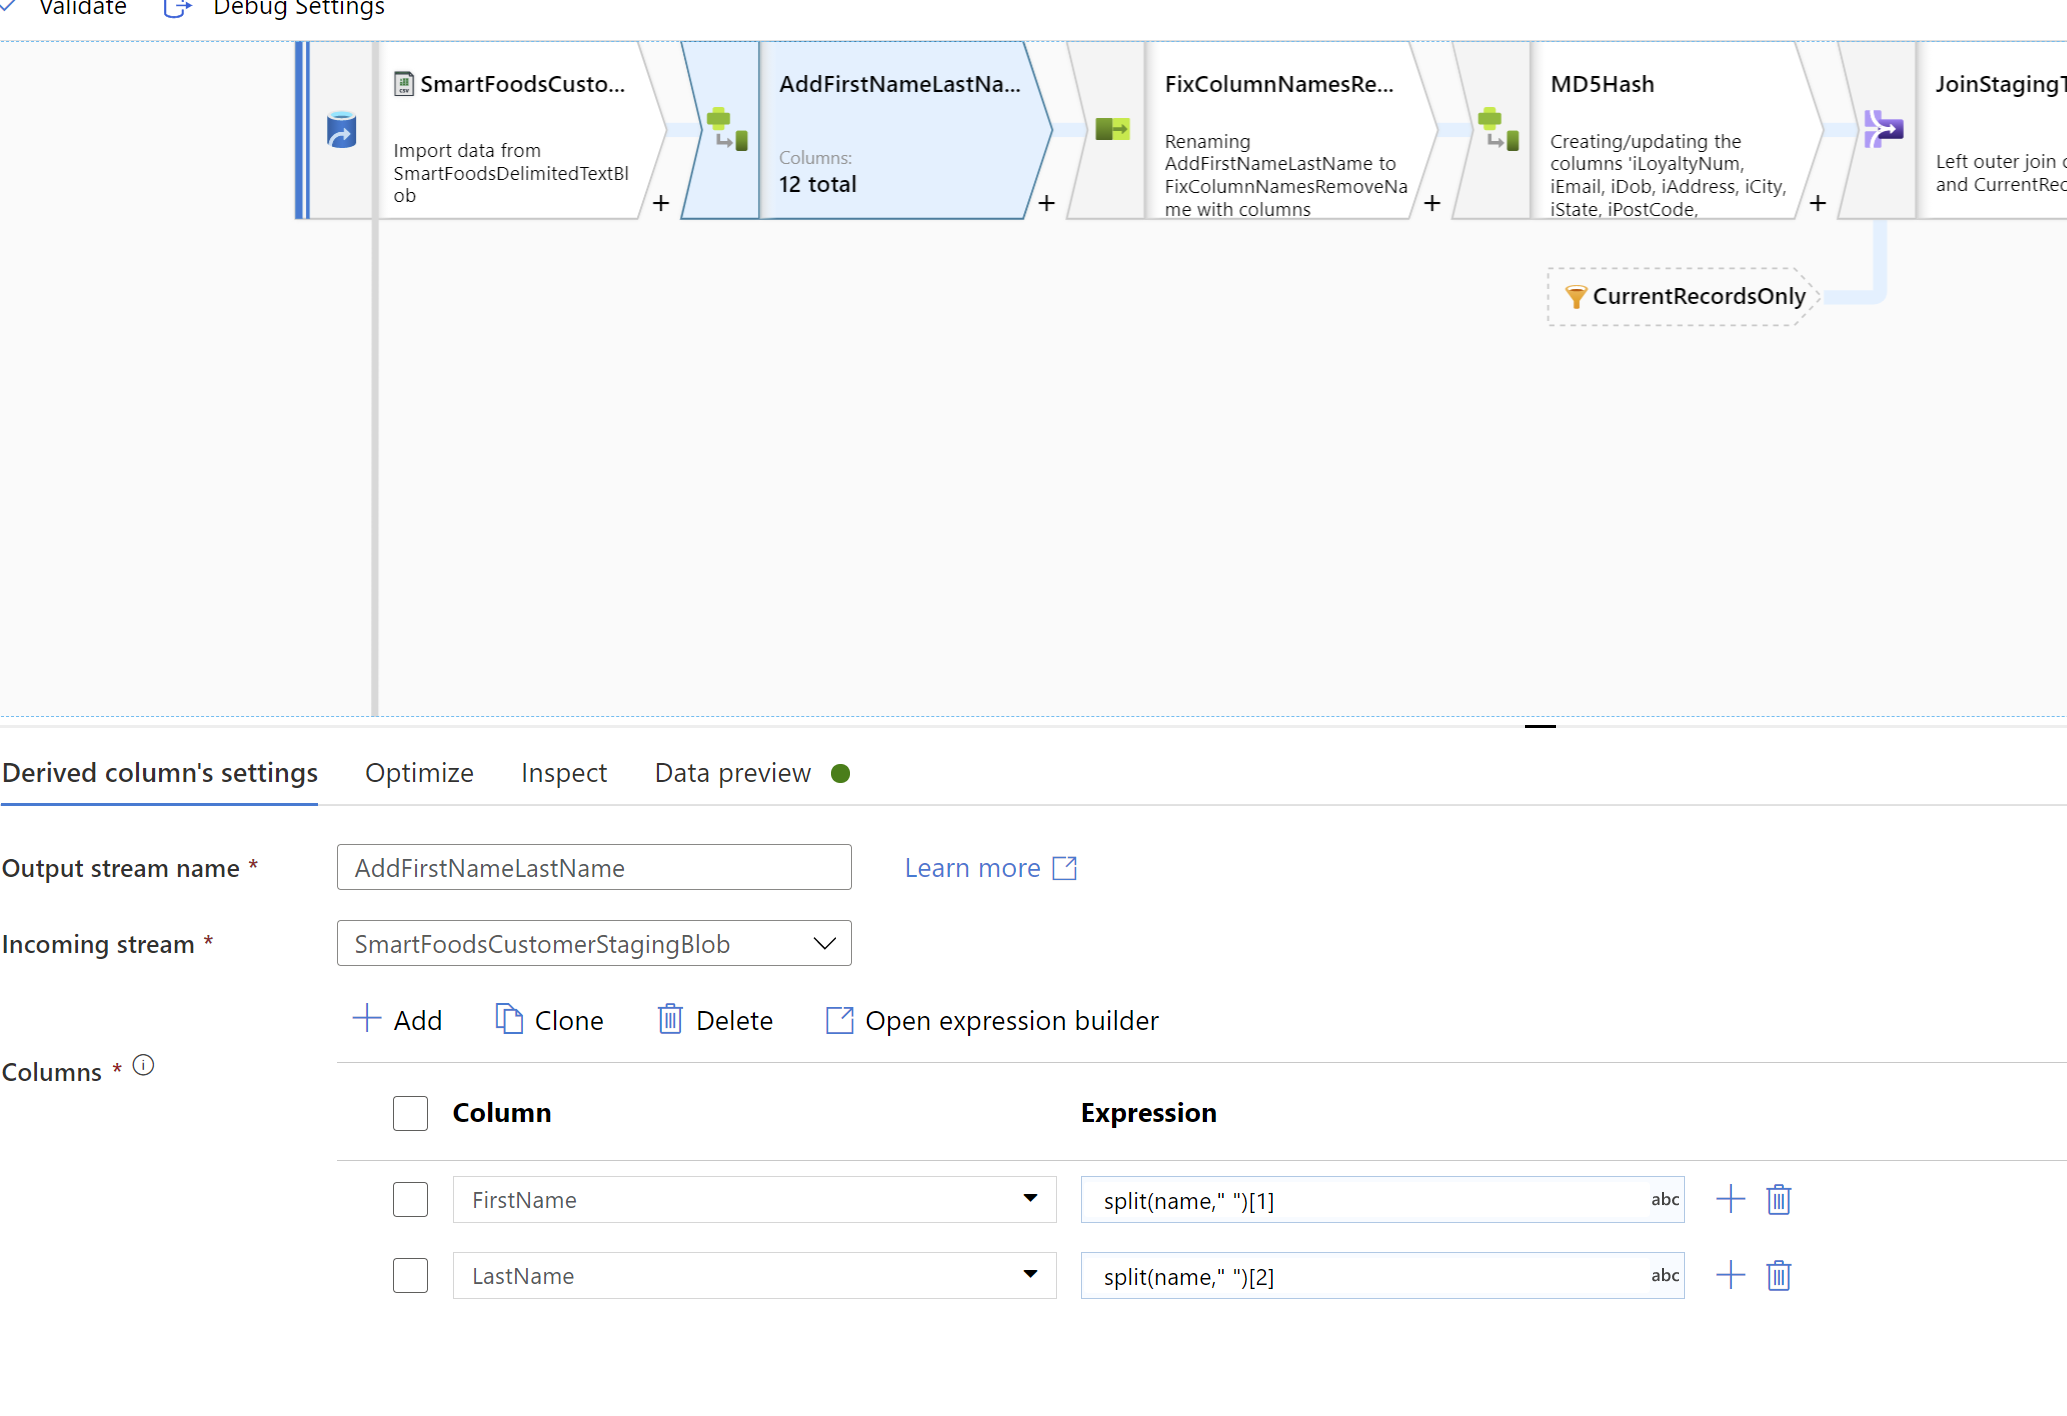 Validate
Debug Settings
SmartFoodsCusto...
Import data from
SmartFoodsDelimitedTextBl
ob
+
AddFirstNameLastNa...
Columns:
12 total
+
FixColumnNamesRe...
Renaming
AddFirstNameLastName to
FixColumnNamesRemoveNa
me with columns
+
MD5Hash
Creating/updating the
columns 'iLoyaltyNum,
iEmail, iDob, iAddress, iCity,
iState, iPostCode,
+
JoinStagingT
Left outer join
and CurrentRec
CurrentRecordsOnly
Derived column's settings
Optimize
Inspect
Data preview
Output stream name *
AddFirstNameLastName
Learn more
Incoming stream *
SmartFoodsCustomerStagingBlob
Add
Clone
Delete
Open expression builder
Columns *
Column
Expression
FirstName
split(name," ")[1]
abc
LastName
split(name," ")[2]
abc